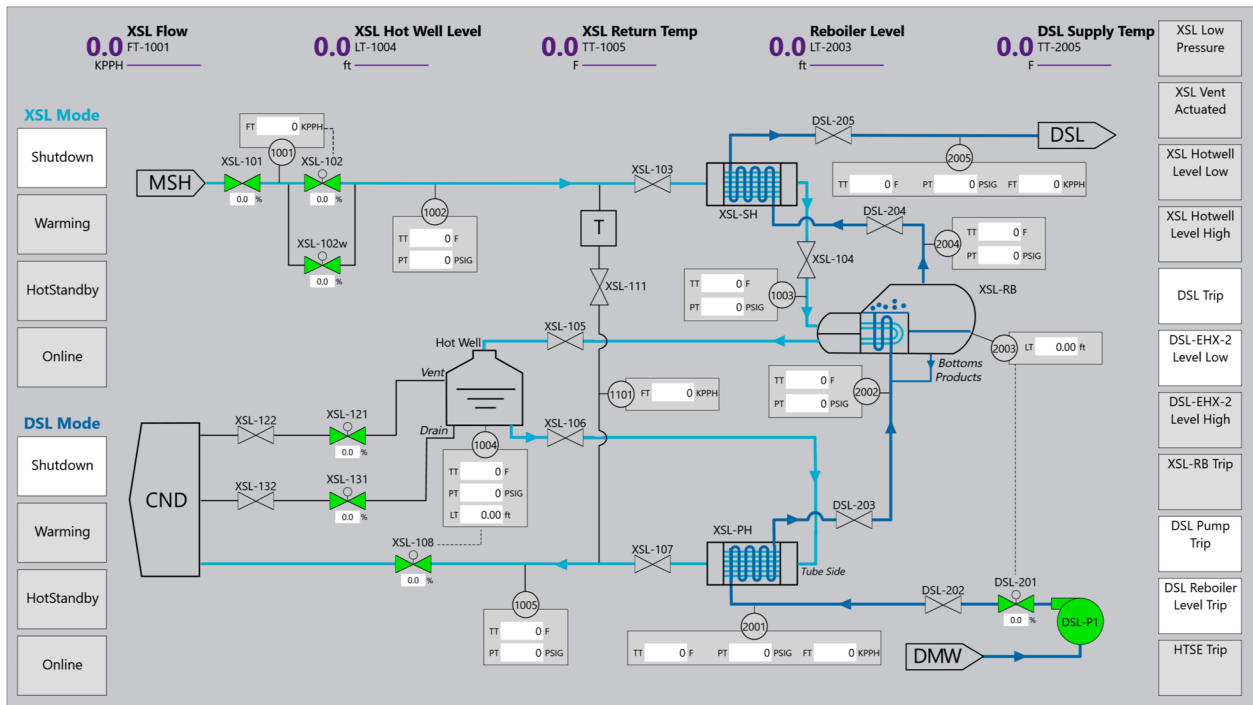 XSL Flow
0.0 FT-1001
KPPH
XSL Hot Well Level
0.0 LT-1004
ft
XSL Return Temp
0.0 TT-1005
F
Reboiler Level
0.0 LT-2003
ft
DSL Supply Temp
0.0 TT-2005
F
XSL Low
Pressure
XSL Vent
Actuated
XSL Hotwell
Level Low
XSL Hotwell
Level High
DSL Trip
DSL-EHX-2
Level Low
DSL-EHX-2
Level High
XSL-RB Trip
DSL Pump
Trip
DSL Reboiler
Level Trip
HTSE Trip
XSL Mode
Shutdown
Warming
HotStandby
Online
DSL Mode
Shutdown
Warming
HotStandby
Online
FT 0 KPPH
1001
XSL-101
XSL-102
MSH
0.0 %
0.0 %
XSL-102w
0.0 %
1002
TT 0 F
PT 0 PSIG
T
XSL-111
XSL-103
XSL-SH
DSL-205
DSL
2005
TT 0 F PT 0 PSIG FT 0 KPPH
DSL-204
2004
TT 0 F
PT 0 PSIG
XSL-104
1003
TT 0 F
PT 0 PSIG
XSL-RB
2003
LT 0.00 ft
Bottoms
Products
2002
TT 0 F
PT 0 PSIG
XSL-105
Hot Well
Vent
Drain
1101
FT 0 KPPH
XSL-106
1004
TT 0 F
PT 0 PSIG
LT 0.00 ft
XSL-122
XSL-121
0.0 %
CND
XSL-132
XSL-131
0.0 %
XSL-108
0.0 %
1005
TT 0 F
PT 0 PSIG
XSL-107
XSL-PH
Tube Side
DSL-203
2001
TT 0 F PT 0 PSIG FT 0 KPPH
DSL-202
DSL-201
0.0 %
DSL-P1
DMW